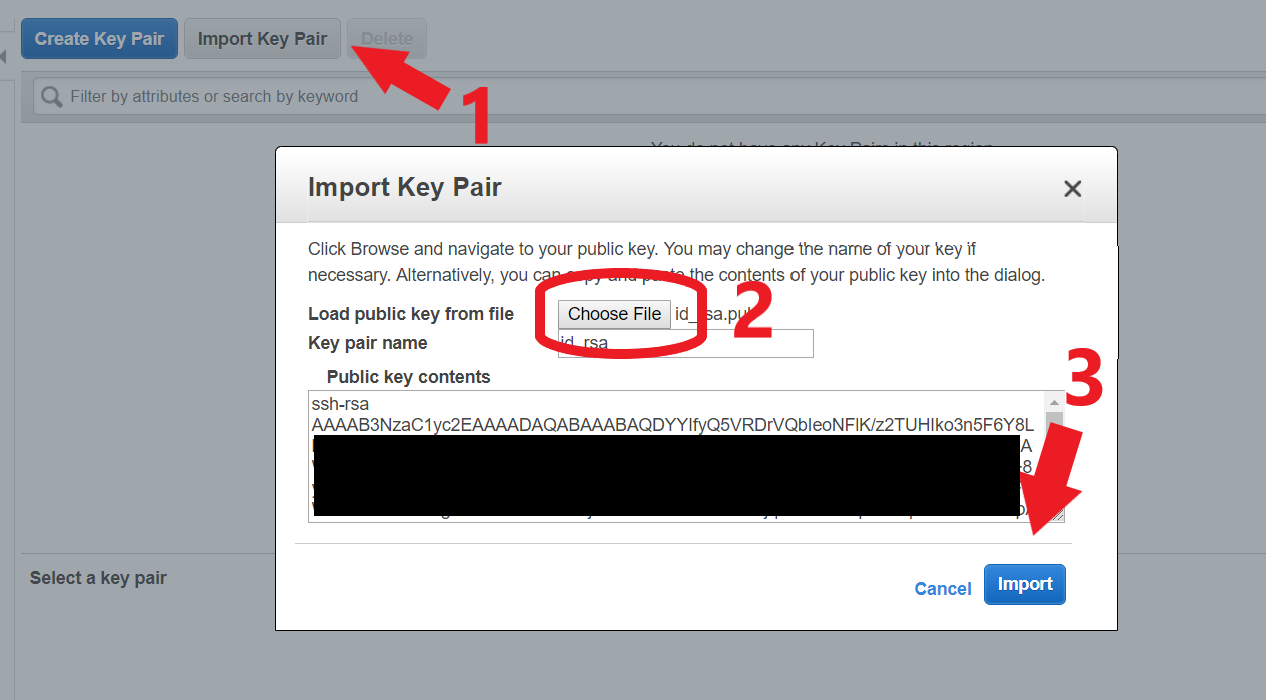 Create Key Pair
Import Key Pair
Delete
1
Filter by attributes or search by keyword
You do not have any Key Pairs in this region
Import Key Pair
Click Browse and navigate to your public key. You may change the name of your key if
necessary. Alternatively, you can copy and paste the contents of your public key into the dialog.
Load public key from file
Choose File
id_rsa.pub
2
Key pair name
id_rsa
3
Public key contents
ssh-rsa
AAAAB3NzaC1yc2EAAAADAQABAAABAQDYYIfyQ5VRDrVQbIeoNFlK/z2TUHIko3n5F6Y8L
A
8
Cancel
Import
Select a key pair